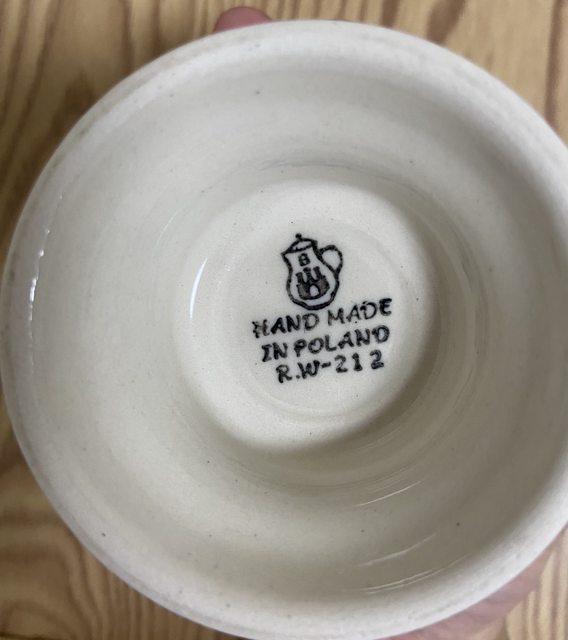 B
HAND MADE
IN POLAND
R.W-212